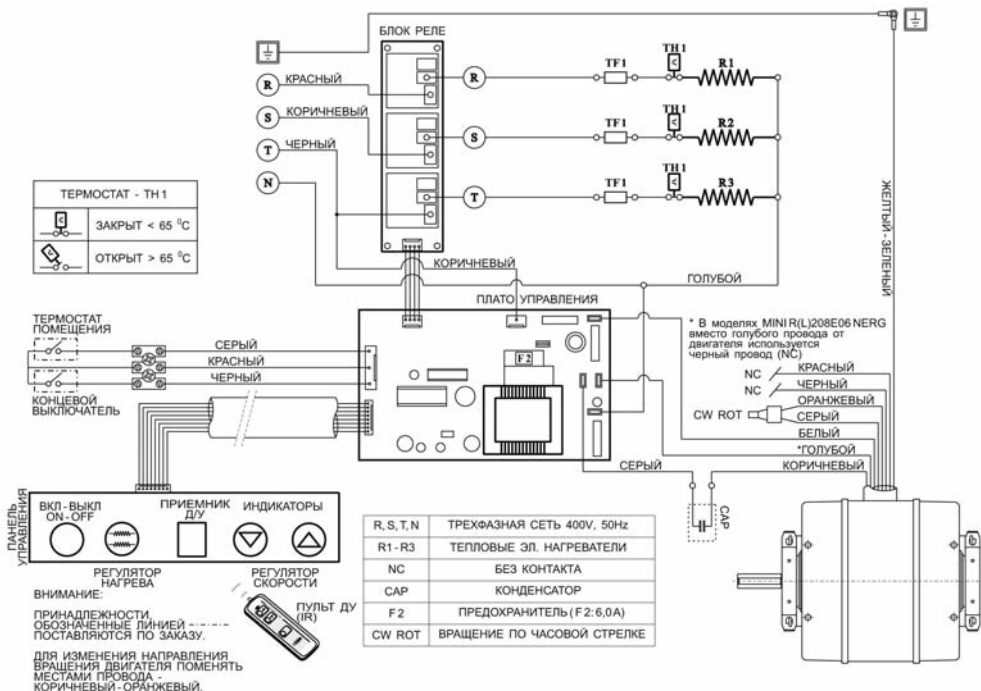 БЛОК РЕЛЕ
R КРАСНЫЙ
S КОРИЧНЕВЫЙ
T ЧЕРНЫЙ
N
R
TF1
TH1
R1
S
TF1
TH1
R2
T
TF1
TH1
R3
ТЕРМОСТАТ - TH1
ЗАКРЫТ < 65 °C
ОТКРЫТ > 65 °C
КОРИЧНЕВЫЙ
ГОЛУБОЙ
ЖЕЛТЫЙ-ЗЕЛЕНЫЙ
ПЛАТО УПРАВЛЕНИЯ
F2
ТЕРМОСТАТ
ПОМЕЩЕНИЯ
КОНЦЕВОЙ
ВЫКЛЮЧАТЕЛЬ
СЕРЫЙ
КРАСНЫЙ
ЧЕРНЫЙ
* В моделях MINI R(L)208E06 NERG
вместо голубого провода от
двигателя используется
черный провод (NC)
NC КРАСНЫЙ
NC ЧЕРНЫЙ
ОРАНЖЕВЫЙ
CW ROT СЕРЫЙ
БЕЛЫЙ
*ГОЛУБОЙ
СЕРЫЙ
КОРИЧНЕВЫЙ
CAP
ПАНЕЛЬ
УПРАВЛЕНИЯ
ВКЛ-ВЫКЛ
ON-OFF
ПРИЕМНИК
Д/У
ИНДИКАТОРЫ
РЕГУЛЯТОР
НАГРЕВА
РЕГУЛЯТОР
СКОРОСТИ
ПУЛЬТ ДУ
(IR)
ВНИМАНИЕ:
ПРИНАДЛЕЖНОСТИ,
ОБОЗНАЧЕННЫЕ ЛИНИЕЙ
ПОСТАВЛЯЮТСЯ ПО ЗАКАЗУ.
ДЛЯ ИЗМЕНЕНИЯ НАПРАВЛЕНИЯ
ВРАЩЕНИЯ ДВИГАТЕЛЯ ПОМЕНЯТЬ
МЕСТАМИ ПРОВОДА -
КОРИЧНЕВЫЙ-ОРАНЖЕВЫЙ.
R, S, T, N ТРЕХФАЗНАЯ СЕТЬ 400V, 50Hz
R1-R3 ТЕПЛОВЫЕ ЭЛ. НАГРЕВАТЕЛИ
NC БЕЗ КОНТАКТА
CAP КОНДЕНСАТОР
F2 ПРЕДОХРАНИТЕЛЬ (F2:6,0A)
CW ROT ВРАЩЕНИЕ ПО ЧАСОВОЙ СТРЕЛКЕ